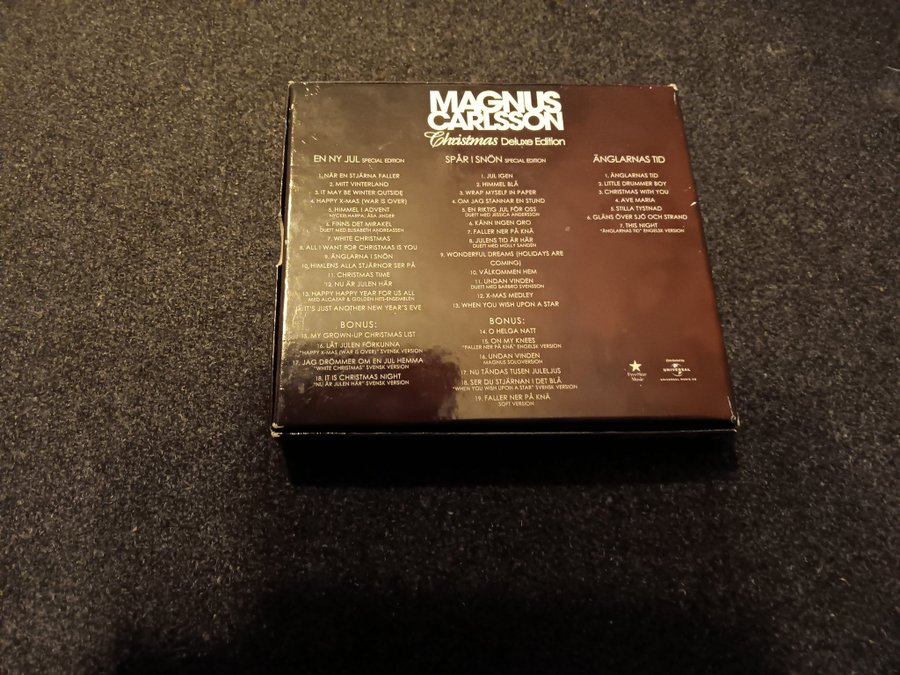 MAGNUS
CARLSSON
Christmas Deluxe Edition
EN NY JUL SPECIAL EDITION
1. NÄR EN STJÄRNA FALLER
2. MITT VINTERLAND
3. IT MAY BE WINTER OUTSIDE
4. HAPPY X-MAS (WAR IS OVER)
5. HIMMEL I ADVENT
NYCKELHARPA; ÅSA JINDER
6. FINNS DET MIRAKEL
DUETT MED ELISABETH ANDREASSEN
7. WHITE CHRISTMAS
8. ALL I WANT FOR CHRISTMAS IS YOU
9. ÄNGLARNA I SNÖN
10. HIMLENS ALLA STJÄRNOR SER PÅ
11. CHRISTMAS TIME
12. NU ÄR JULEN HÄR
13. HAPPY HAPPY YEAR FOR US ALL
MED ALCAZAR & GOLDEN HITS-ENSEMBLEN
14. IT'S JUST ANOTHER NEW YEAR'S EVE
BONUS:
15. MY GROWN-UP CHRISTMAS LIST
16. LÅT JULEN FÖRKUNNA
"HAPPY X-MAS (WAR IS OVER)" SVENSK VERSION
17. JAG DRÖMMER OM EN JUL HEMMA
"WHITE CHRISTMAS" SVENSK VERSION
18. IT IS CHRISTMAS NIGHT
"NU ÄR JULEN HÄR" SVENSK VERSION
SPÅR I SNÖN SPECIAL EDITION
1. JUL IGEN
2. HIMMEL BLÅ
3. WRAP MYSELF IN PAPER
4. OM JAG STANNAR EN STUND
5. EN RIKTIG JUL FÖR OSS
DUETT MED JESSICA ANDERSSON
6. KÄNN INGEN ORO
7. FALLER NER PÅ KNÄ
8. JULENS TID ÄR HÄR
DUETT MED MOLLY SANDÉN
9. WONDERFUL DREAMS (HOLIDAYS ARE
COMING)
10. VÄLKOMMEN HEM
11. UNDAN VINDEN
DUETT MED BARBRO SVENSSON
12. X-MAS MEDLEY
13. WHEN YOU WISH UPON A STAR
BONUS:
14. O HELGA NATT
15. ON MY KNEES
"FALLER NER PÅ KNÄ" ENGELSK VERSION
16. UNDAN VINDEN
MAGNUS SOLOVERSION
17. NU TÄNDAS TUSEN JULELJUS
18. SER DU STJÄRNAN I DET BLÅ
"WHEN YOU WISH UPON A STAR" SVENSK VERSION
19. FALLER NER PÅ KNÄ
SOFT VERSION
ÄNGLARNAS TID
1. ÄNGLARNAS TID
2. LITTLE DRUMMER BOY
3. CHRISTMAS WITH YOU
4. AVE MARIA
5. STILLA TYSTNAD
6. GLÄNS ÖVER SJÖ OCH STRAND
7. THIS NIGHT
"ÄNGLARNAS TID" ENGELSK VERSION
FreeStar
Music
UNIVERSAL
UNIVERSAL MUSIC AB